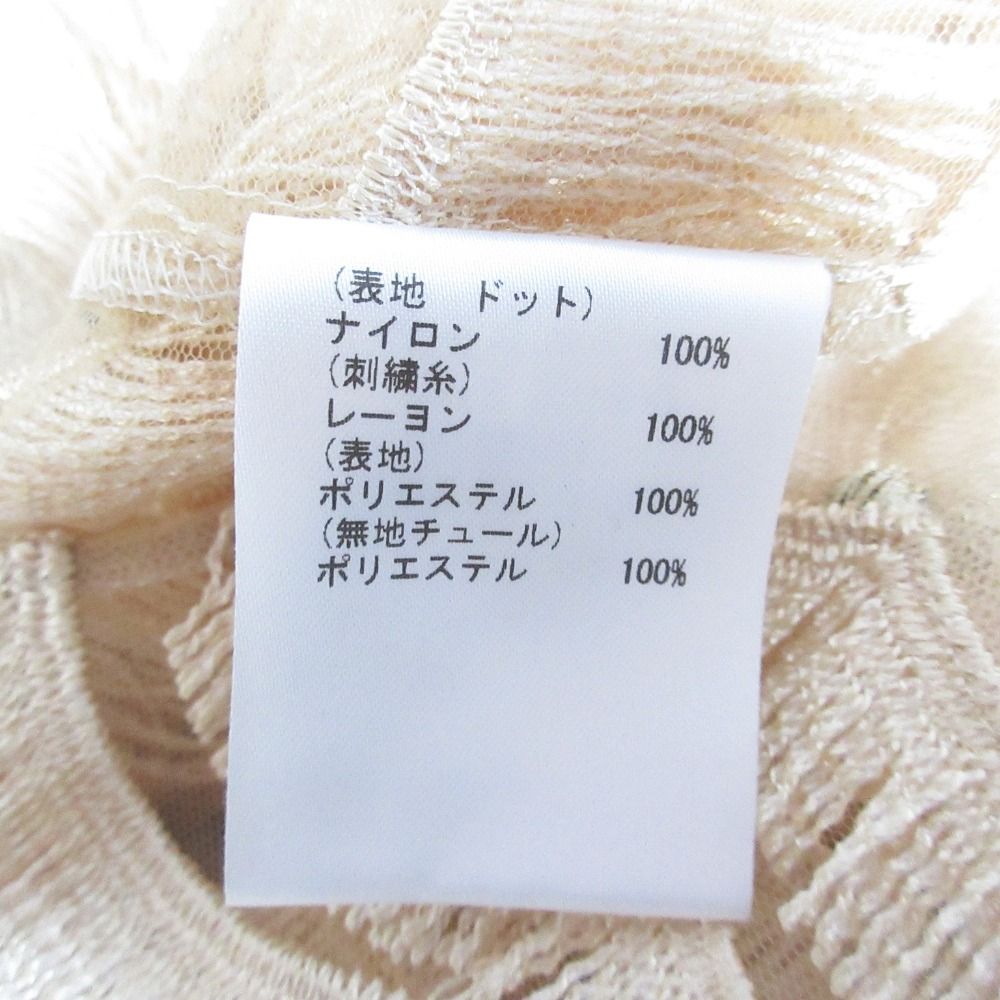 (表地　ドット)
ナイロン 100%
(刺繍糸)
レーヨン 100%
(表地)
ポリエステル 100%
(無地チュール)
ポリエステル 100%